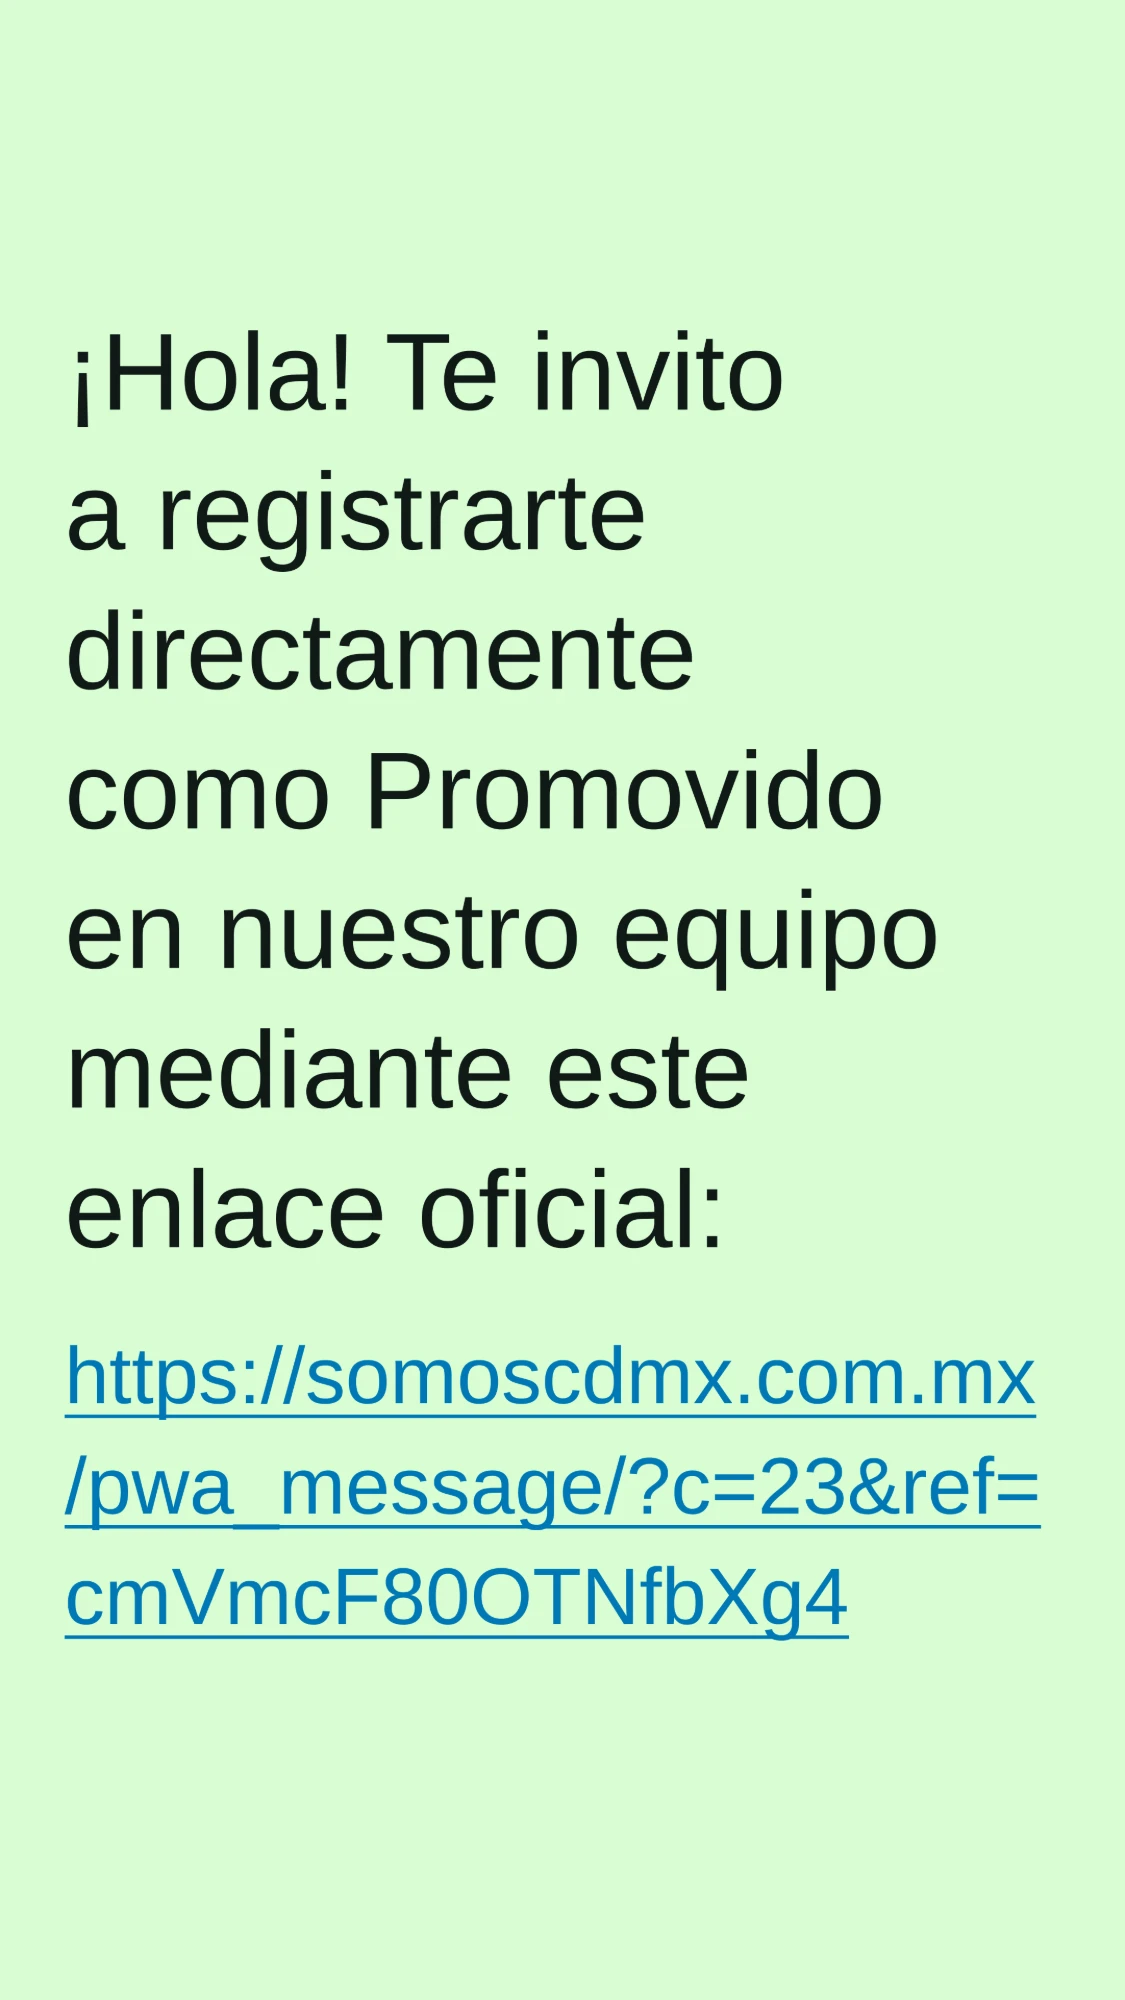 ¡Hola! Te invito
a registrarte
directamente
como Promovido
en nuestro equipo
mediante este
enlace oficial:
https://somoscdmx.com.mx
/pwa_message/?c=23&ref=
cmVmcF80OTNfbXg4